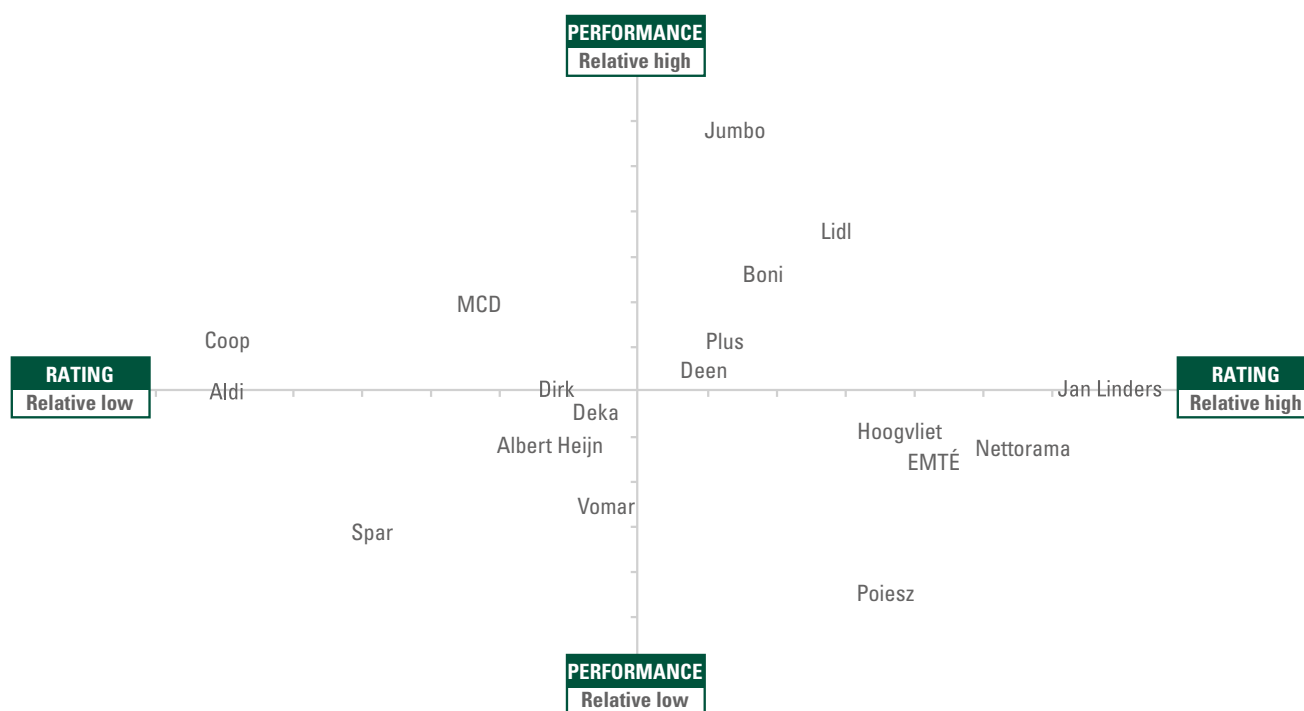 PERFORMANCE
Relative high
Jumbo
Lidl
Boni
MCD
Coop
Plus
Deen
RATING
Relative low
Aldi
Dirk
Jan Linders
RATING
Relative high
Deka
Hoogvliet
Albert Heijn
Nettorama
EMTÉ
Vomar
Spar
Poiesz
PERFORMANCE
Relative low